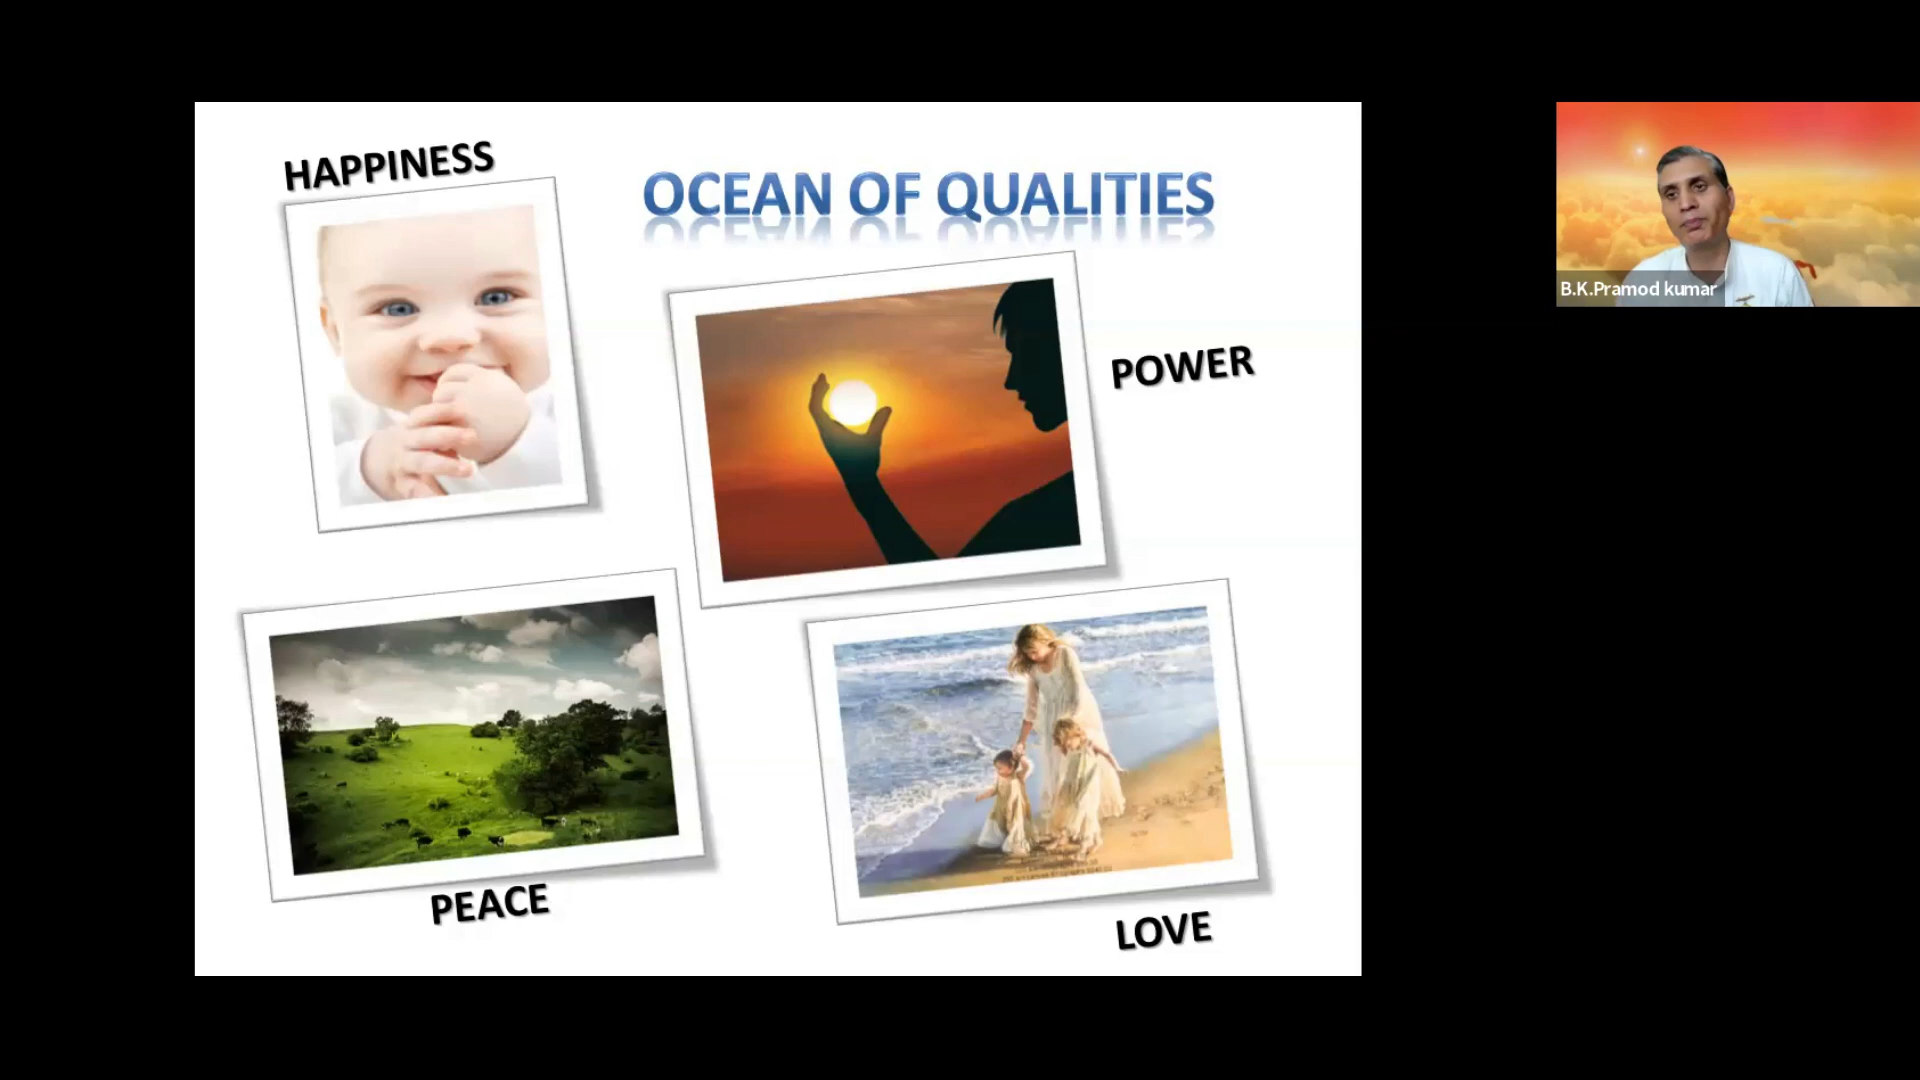 HAPPINESS
OCEAN OF QUALITIES
POWER
B.K.Pramod kumar
PEACE
LOVE